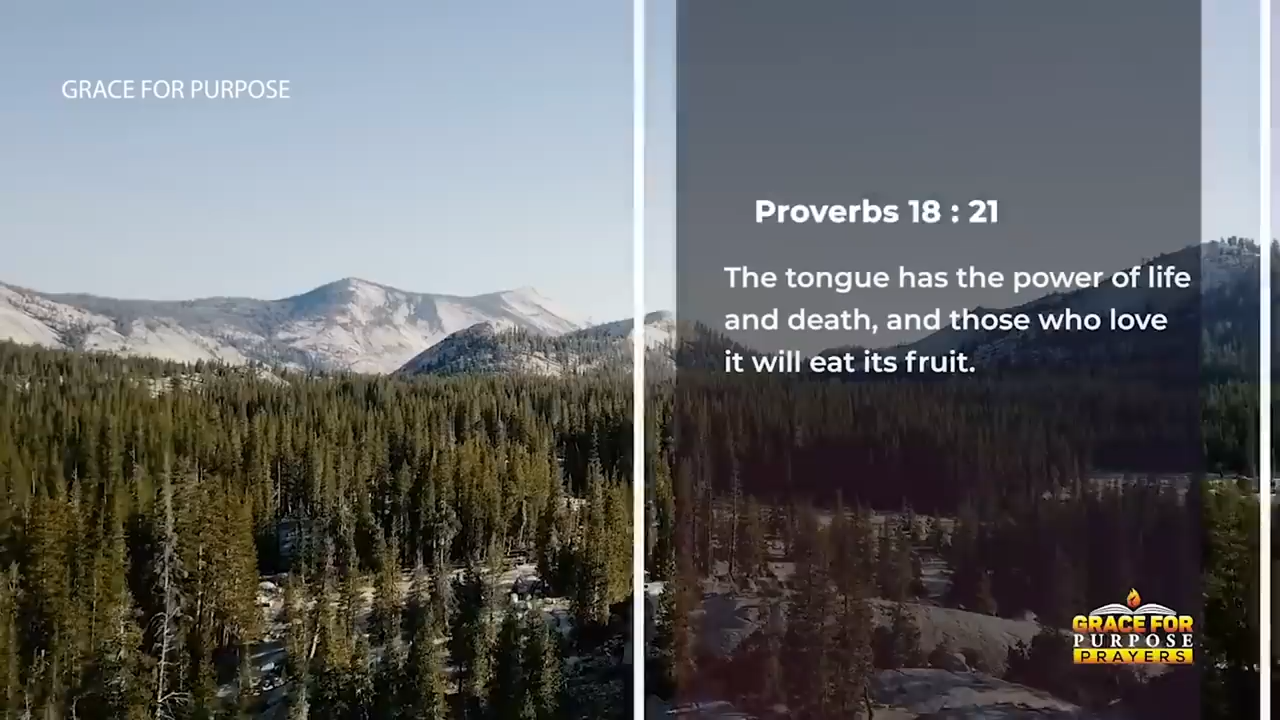 GRACE FOR PURPOSE
Proverbs 18 : 21
The tongue has the power of life
and death, and those who love
it will eat its fruit.
GRACE FOR
PURPOSE
PRAYERS